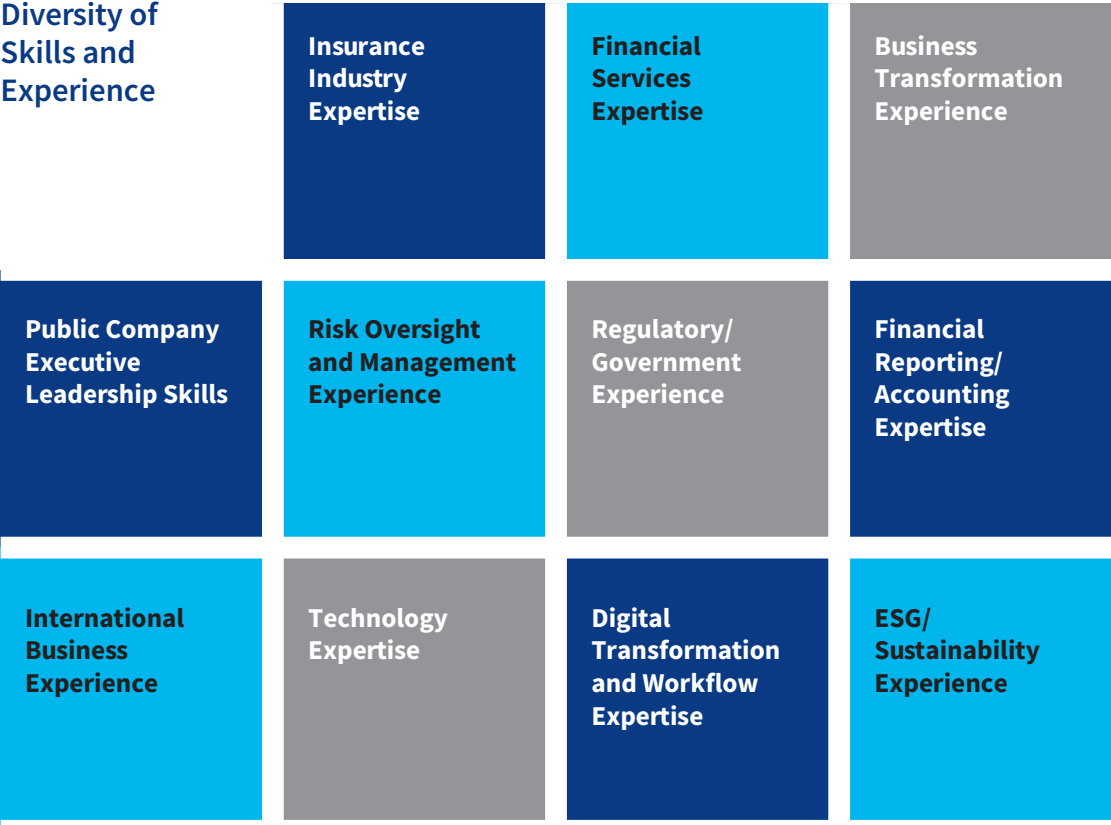 Diversity of
Skills and
Experience
Insurance
Industry
Expertise
Financial
Services
Expertise
Business
Transformation
Experience
Public Company
Executive
Leadership Skills
Risk Oversight
and Management
Experience
Regulatory/
Government
Experience
Financial
Reporting/
Accounting
Expertise
International
Business
Experience
Technology
Expertise
Digital
Transformation
and Workflow
Expertise
ESG/
Sustainability
Experience